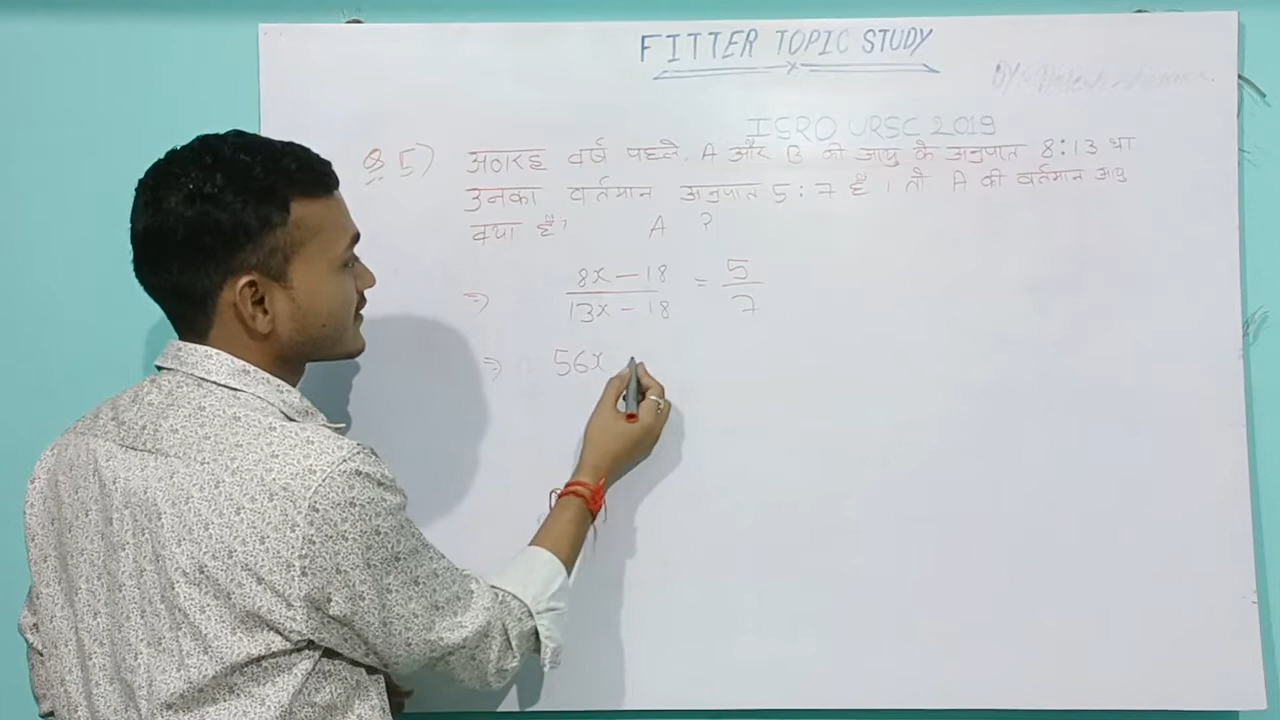 FITTER TOPIC STUDY
BY:-
ISRO URSC 2019
Q 5) अठारह वर्ष पहले, A और B की आयु के अनुपात 8:13 था
उनका वर्तमान अनुपात 5:7 हैं । तो A की वर्तमान आयु
क्या हैं? A ?
⇒ 8x — 18 / 13x — 18 = 5/7
⇒ 56x